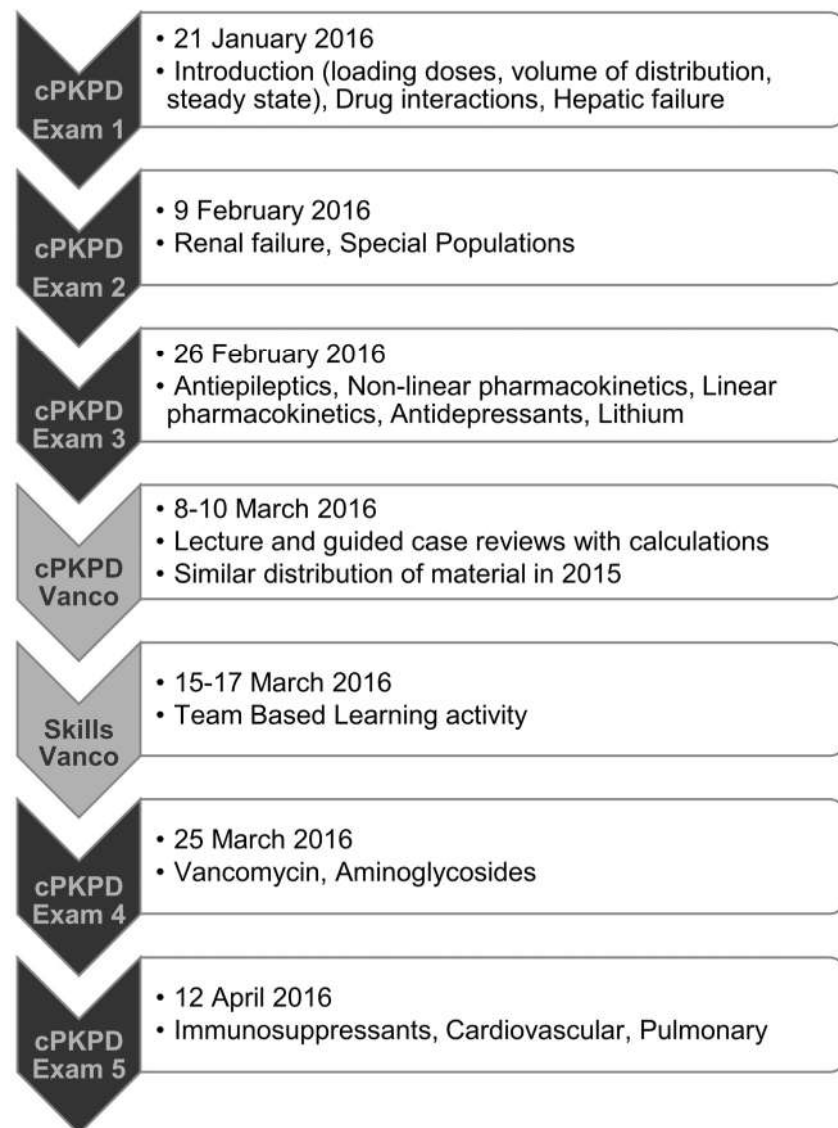 cPKPD
Exam 1
• 21 January 2016
• Introduction (loading doses, volume of distribution,
steady state), Drug interactions, Hepatic failure
cPKPD
Exam 2
• 9 February 2016
• Renal failure, Special Populations
cPKPD
Exam 3
• 26 February 2016
• Antiepileptics, Non-linear pharmacokinetics, Linear
pharmacokinetics, Antidepressants, Lithium
cPKPD
Vanco
• 8-10 March 2016
• Lecture and guided case reviews with calculations
• Similar distribution of material in 2015
Skills
Vanco
• 15-17 March 2016
• Team Based Learning activity
cPKPD
Exam 4
• 25 March 2016
• Vancomycin, Aminoglycosides
cPKPD
Exam 5
• 12 April 2016
• Immunosuppressants, Cardiovascular, Pulmonary